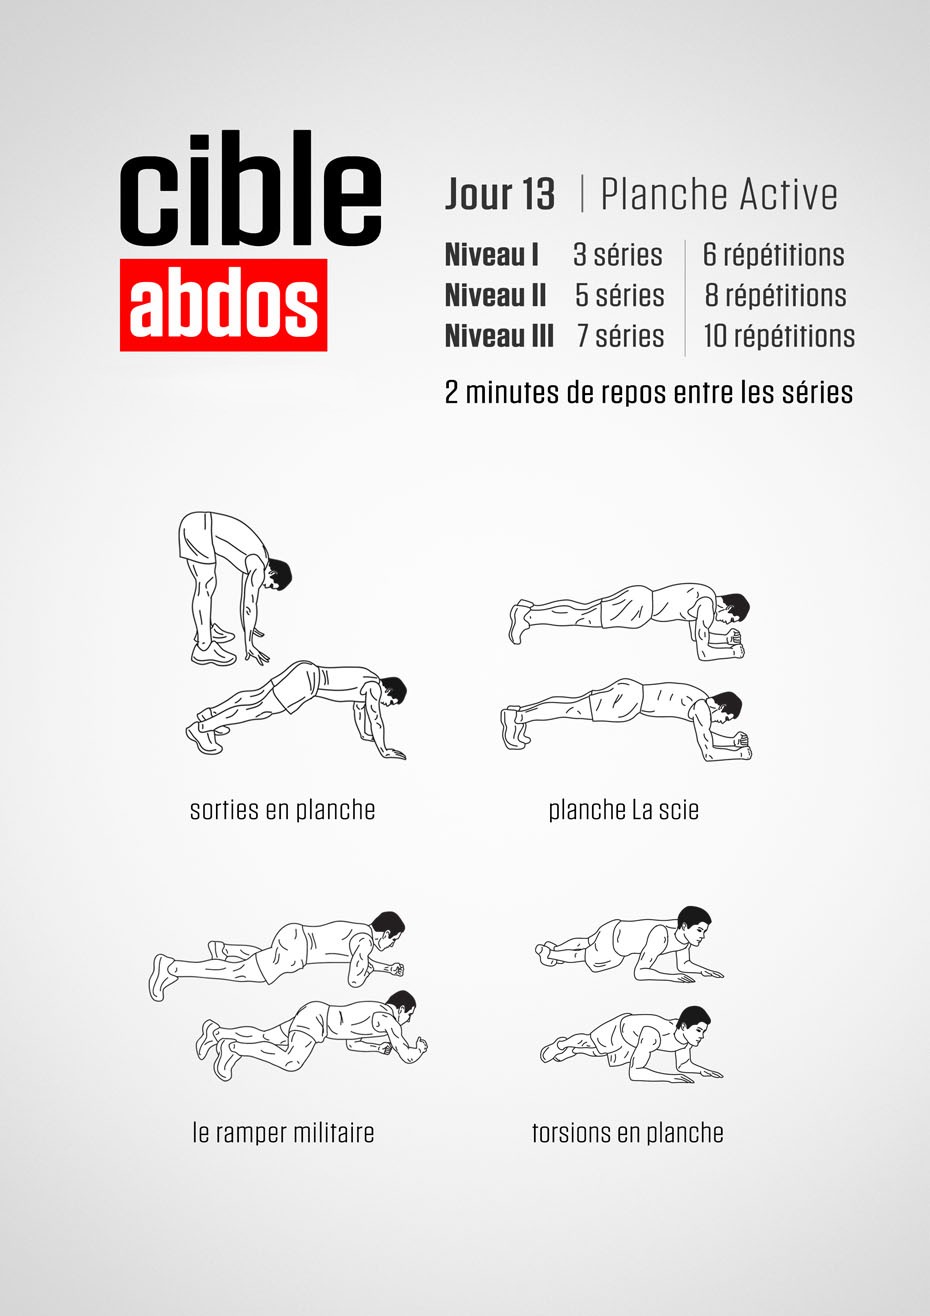 cible
abdos
Jour 13 | Planche Active
Niveau I 3 séries 6 répétitions
Niveau II 5 séries 8 répétitions
Niveau III 7 séries 10 répétitions
2 minutes de repos entre les séries
sorties en planche
planche La scie
le ramper militaire
torsions en planche